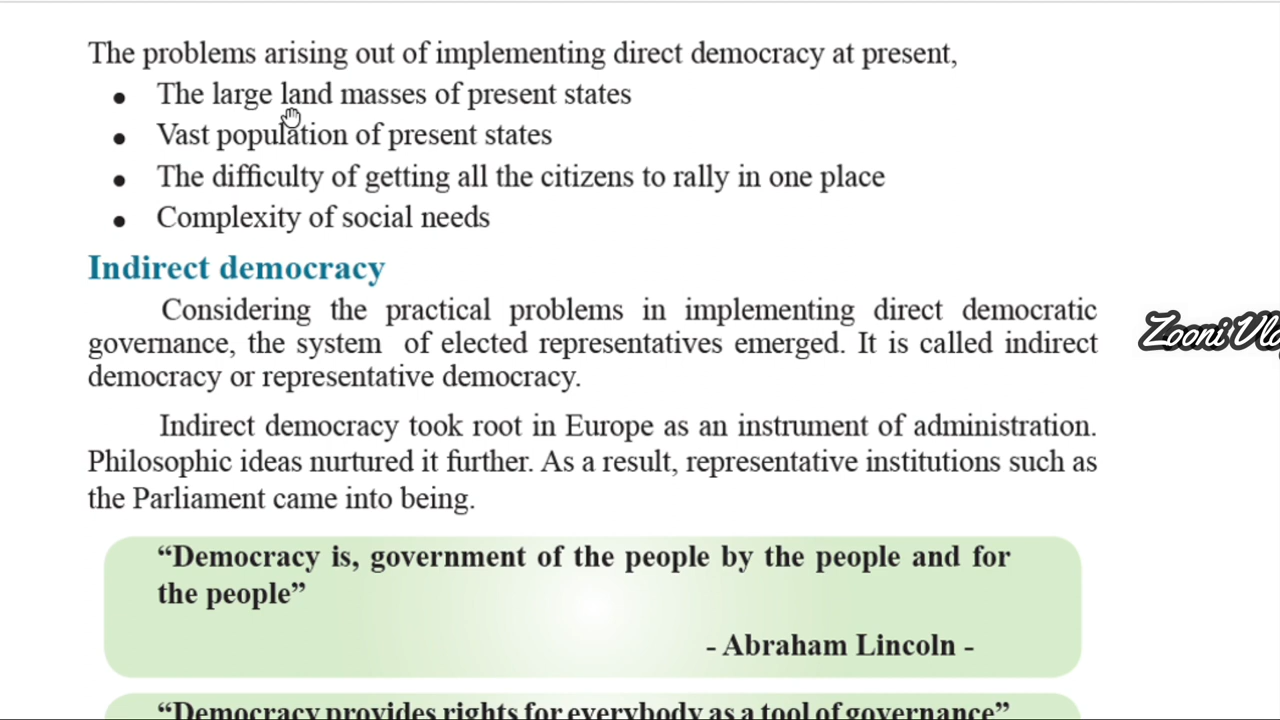 The problems arising out of implementing direct democracy at present,
• The large land masses of present states
• Vast population of present states
• The difficulty of getting all the citizens to rally in one place
• Complexity of social needs
Indirect democracy
Considering the practical problems in implementing direct democratic
governance, the system of elected representatives emerged. It is called indirect
democracy or representative democracy.
Indirect democracy took root in Europe as an instrument of administration.
Philosophic ideas nurtured it further. As a result, representative institutions such as
the Parliament came into being.
“Democracy is, government of the people by the people and for
the people”
- Abraham Lincoln -
“Democracy provides rights for everybody as a tool of governance”
Zooni